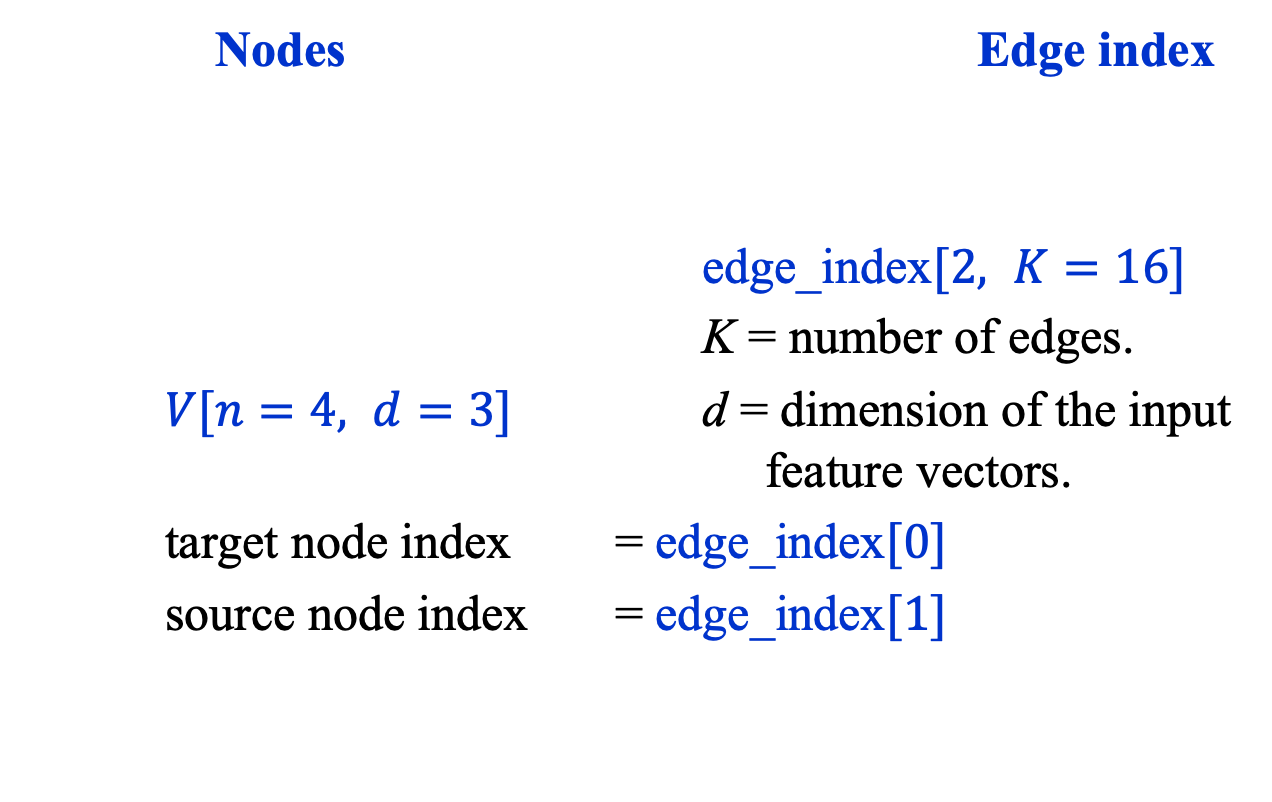 Nodes
Edge index
edge_index[2, K = 16]
K = number of edges.
V[n = 4, d = 3]
d = dimension of the input
feature vectors.
target node index = edge_index[0]
source node index = edge_index[1]